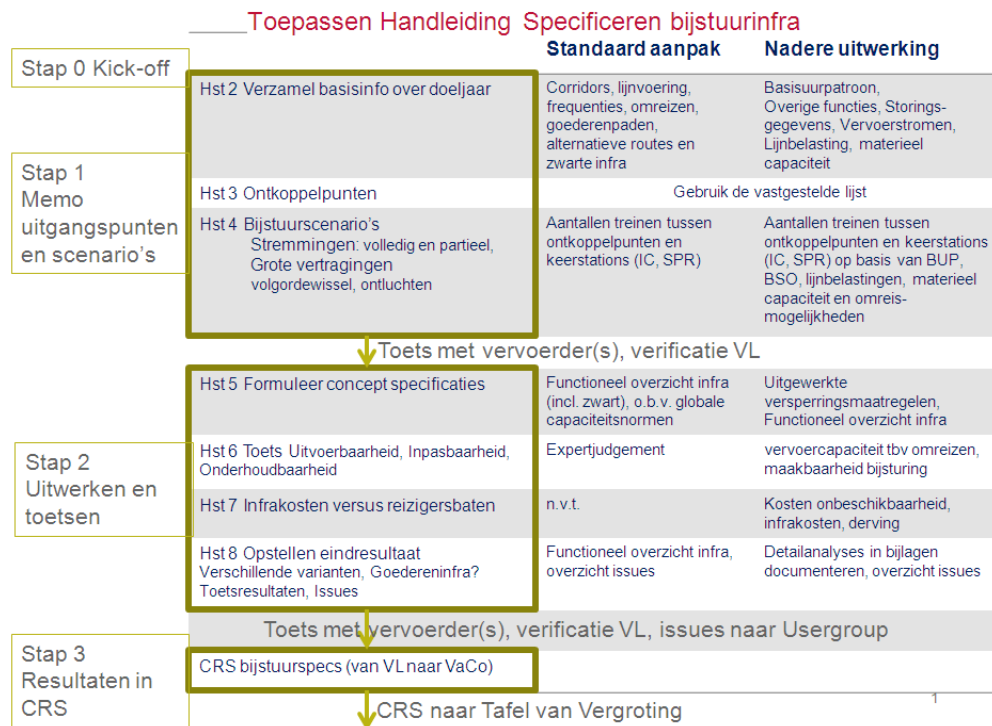 ____Toepassen Handleiding Specificeren bijstuurinfra
Standaard aanpak
Nadere uitwerking
Stap 0 Kick-off
Hst 2 Verzamel basisinfo over doeljaar
Corridors, lijnvoering,
frequenties, omreizen,
goederenpaden,
alternatieve routes en
zwarte infra
Basisuurpatroon,
Overige functies, Storings-
gegevens, Vervoerstromen,
Lijnbelasting, materieel
capaciteit
Stap 1
Memo
uitgangspunten
en scenario's
Hst 3 Ontkoppelpunten
Gebruik de vastgestelde lijst
Hst 4 Bijstuurscenario's
Stremmingen: volledig en partieel,
Grote vertragingen
volgordewissel, ontluchten
Aantallen treinen tussen
ontkoppelpunten en
keerstations (IC, SPR)
Aantallen treinen tussen
ontkoppelpunten en keerstations
(IC, SPR) op basis van BUP,
BSO, lijnbelastingen, materieel
capaciteit en omreis-
mogelijkheden
Toets met vervoerder(s), verificatie VL
Hst 5 Formuleer concept specificaties
Functioneel overzicht infra
(incl. zwart), o.b.v. globale
capaciteitsnormen
Uitgewerkte
versperringsmaatregelen,
Functioneel overzicht infra
Stap 2
Uitwerken en
toetsen
Hst 6 Toets Uitvoerbaarheid, Inpasbaarheid,
Onderhoudbaarheid
Expertjudgement
vervoercapaciteit tbv omreizen,
maakbaarheid bijsturing
Hst 7 Infrakosten versus reizigersbaten
n.v.t.
Kosten onbeschikbaarheid,
infrakosten, derving
Hst 8 Opstellen eindresultaat
Verschillende varianten, Goedereninfra?
Toetsresultaten, Issues
Functioneel overzicht infra,
overzicht issues
Detailanalyses in bijlagen
documenteren, overzicht issues
Toets met vervoerder(s), verificatie VL, issues naar Usergroup
Stap 3
Resultaten in
CRS
CRS bijstuurspecs (van VL naar VaCo)
CRS naar Tafel van Vergroting
1